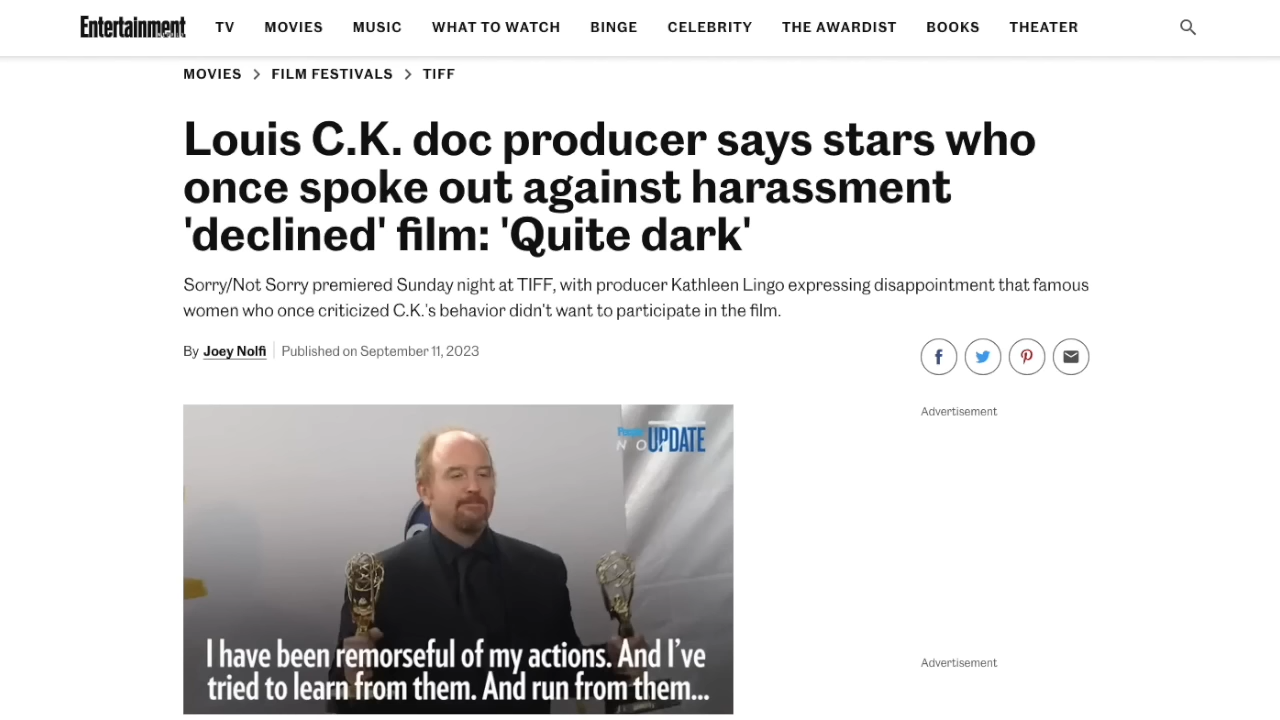 Entertainment
TV MOVIES MUSIC WHAT TO WATCH BINGE CELEBRITY THE AWARDIST BOOKS THEATER
MOVIES > FILM FESTIVALS > TIFF
Louis C.K. doc producer says stars who
once spoke out against harassment
'declined' film: 'Quite dark'
Sorry/Not Sorry premiered Sunday night at TIFF, with producer Kathleen Lingo expressing disappointment that famous
women who once criticized C.K.'s behavior didn't want to participate in the film.
By Joey Nolfi | Published on September 11, 2023
Advertisement
People
NOW UPDATE
I have been remorseful of my actions. And I've
tried to learn from them. And run from them...
Advertisement